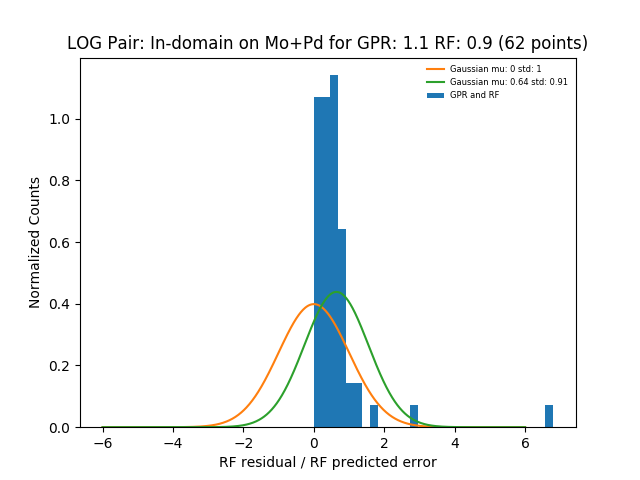 LOG Pair: In-domain on Mo+Pd for GPR: 1.1 RF: 0.9 (62 points)
Gaussian mu: 0 std: 1
Gaussian mu: 0.64 std: 0.91
GPR and RF
Normalized Counts
1.0
0.8
0.6
0.4
0.2
0.0
−6 −4 −2 0 2 4 6
RF residual / RF predicted error